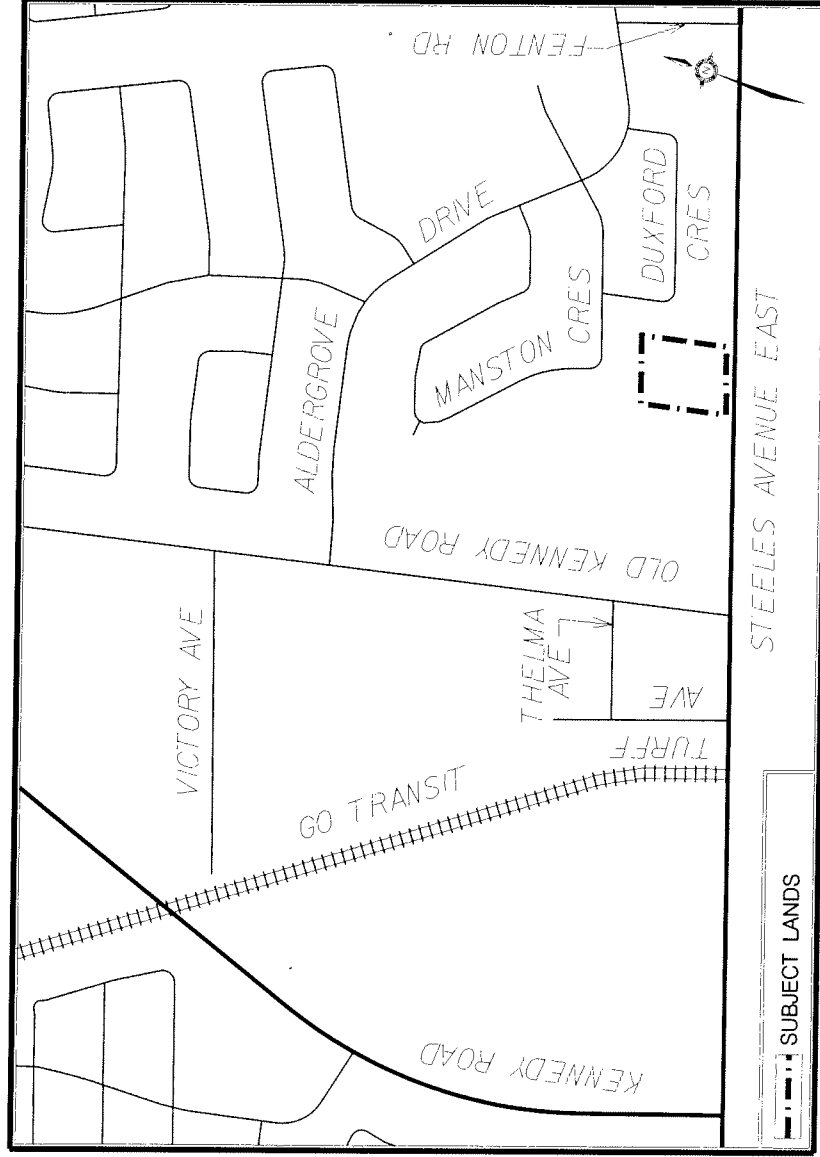 FENTON RD
N
DRIVE
DUXFORD
CRES
ALDERGROVE
MANSTON CRES
OLD KENNEDY ROAD
STEELES AVENUE EAST
VICTORY AVE
THELMA
AVE
TURFF AVE
GO TRANSIT
KENNEDY ROAD
SUBJECT LANDS